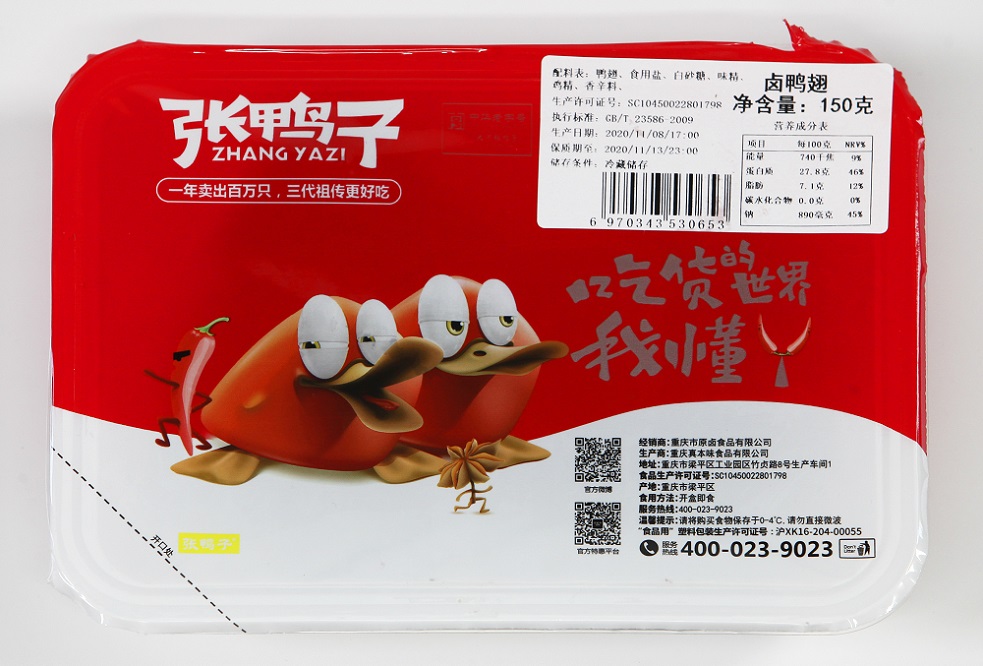 张鸭子
ZHANG YAZI
一年卖出百万只，三代祖传更好吃
配料表：鸭翅、食用盐、白砂糖、味精、
鸡精、香辛料、
生产许可证号：SC10450022801798
执行标准：GB/T 23586-2009
生产日期：2020/11/08/17:00
保质期至：2020/11/13/23:00
储存条件：冷藏储存
6 970343 530653
卤鸭翅
净含量：150克
营养成分表
项目 每100克 NRV%
能量 740千焦 9%
蛋白质 27.8克 46%
脂肪 7.1克 12%
碳水化合物 0.0克 0%
钠 890毫克 45%
吃货的世界
我懂
官方微博
官方特惠平台
经销商：重庆市原卤食品有限公司
生产商：重庆真本味食品有限公司
地址：重庆市梁平区工业园区竹贞路8号生产车间1
食品生产许可证号：SC10450022801798
产地：重庆市梁平区
食用方法：开盒即食
服务热线：400-023-9023
温馨提示：请将购买食物保存于0-4℃，请勿直接微波
"食品用"塑料包装生产许可证号：沪XK16-204-00055
服务热线 400-023-9023
Don't Litter
开口处
张鸭子